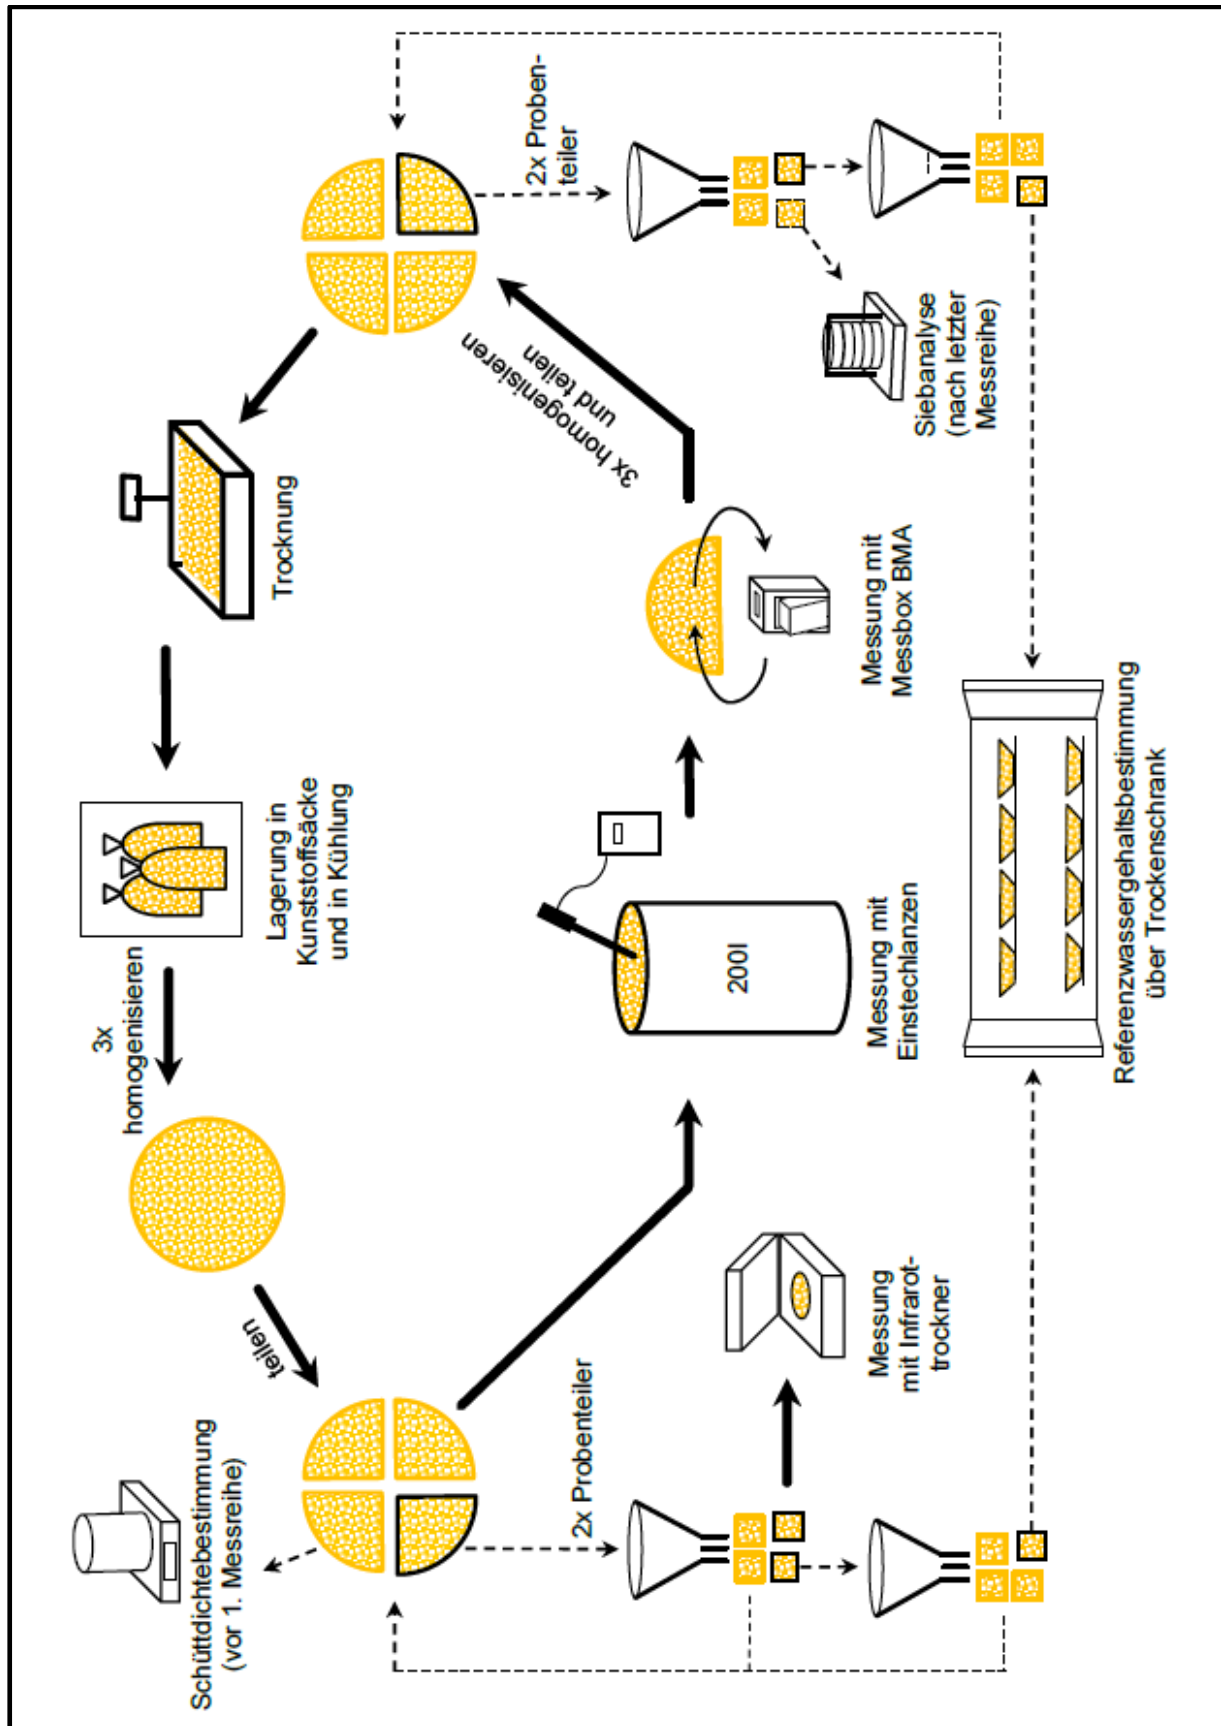 Schüttdichtebestimmung
(vor 1. Messreihe)
teilen
3x
homogenisieren
Lagerung in
Kunststoffsäcke
und in Kühlung
Trocknung
2x Probenteiler
Messung
mit Infrarot-
trockner
200l
Messung mit
Einstechlanzen
Messung mit
Messbox BMA
3x homogenisieren
und teilen
2x Proben-
teiler
Siebanalyse
(nach letzter
Messreihe)
Referenzwassergehaltsbestimmung
über Trockenschrank